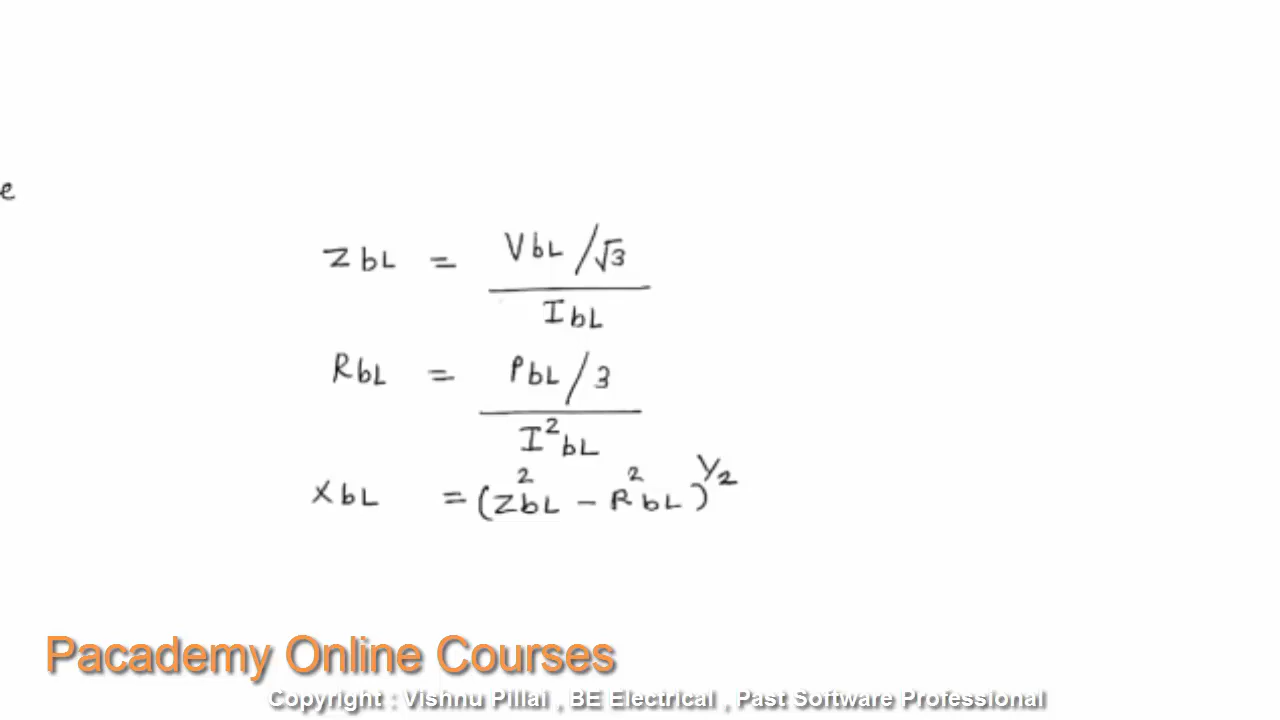 e
ZbL = VbL/√3
IbL
RbL = PbL/3
I²bL
XbL = (Z²bL - R²bL)^1/2
Pacademy Online Courses
Copyright : Vishnu Pillai , BE Electrical , Past Software Professional